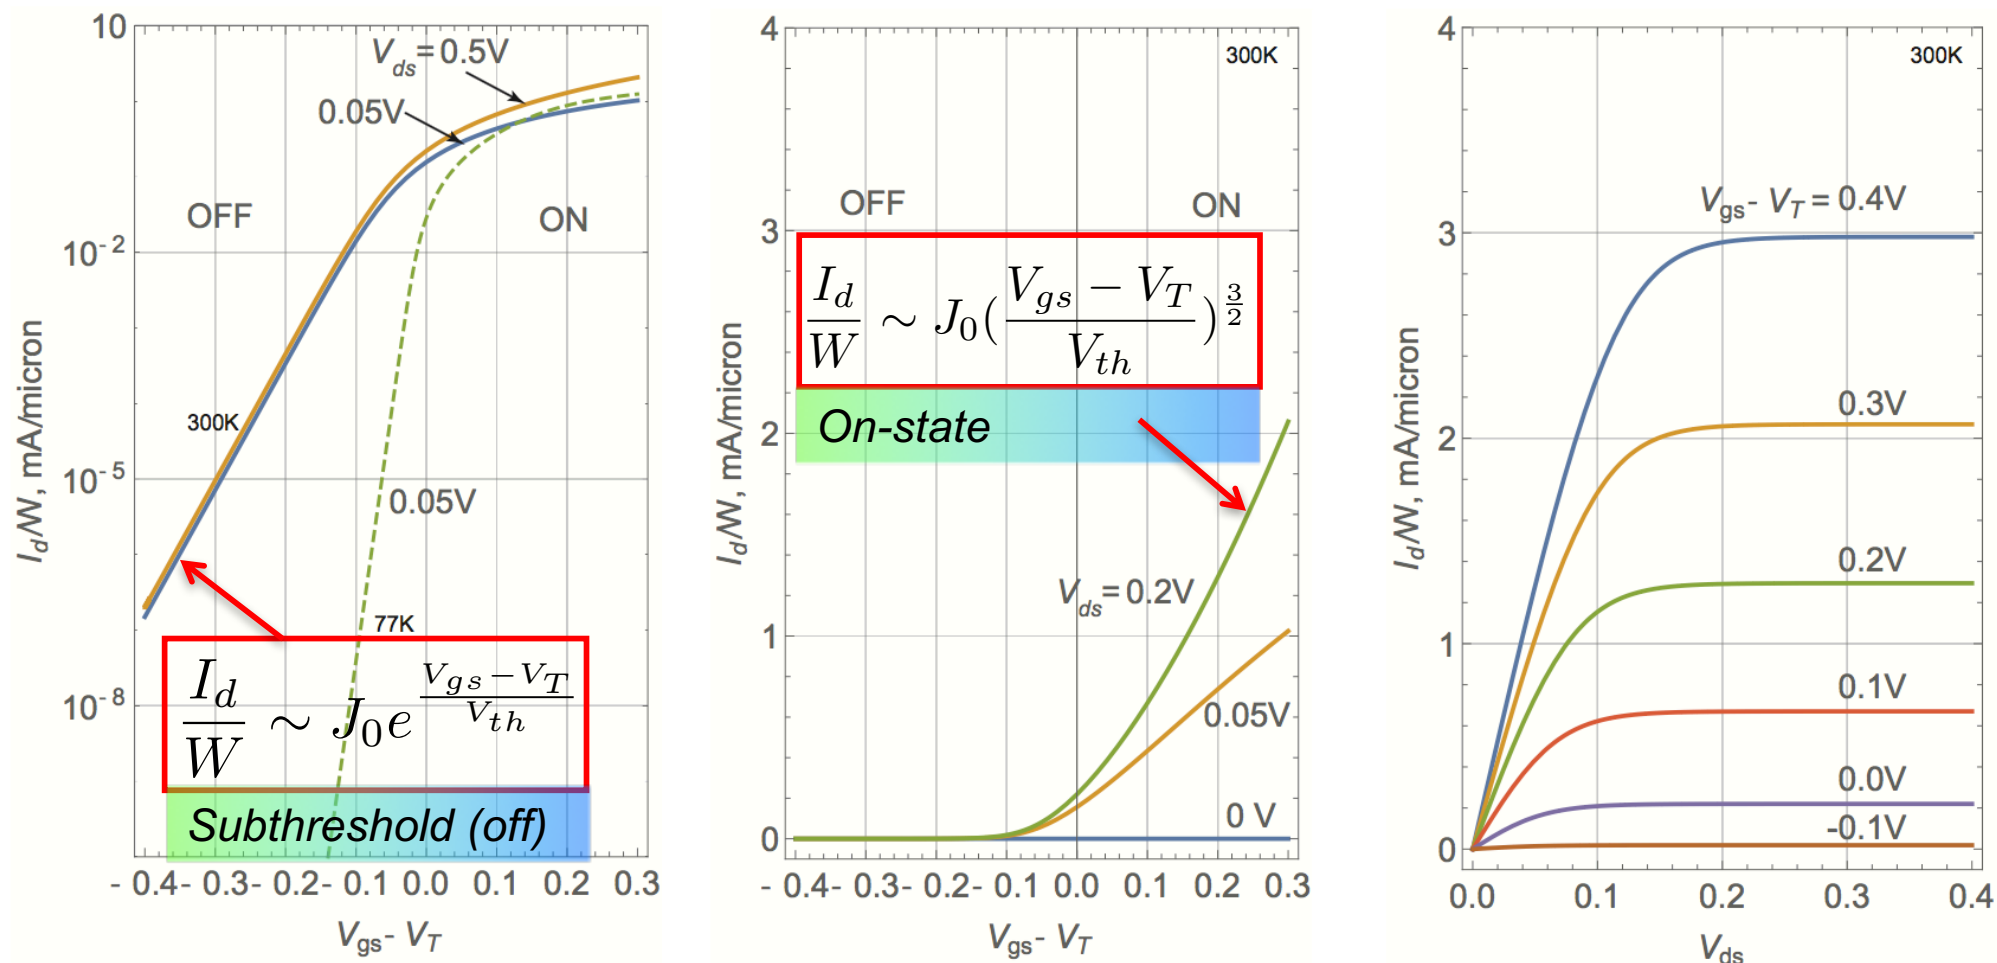 10
10⁻²
10⁻⁵
10⁻⁸
I_d/W, mA/micron
V_ds = 0.5V
0.05V
OFF
ON
300K
0.05V
77K
I_d/W ∼ J_0 e^((V_gs − V_T)/V_th)
Subthreshold (off)
- 0.4 - 0.3 - 0.2 - 0.1 0.0 0.1 0.2 0.3
V_gs - V_T
4
3
2
1
0
I_d/W, mA/micron
300K
OFF
ON
I_d/W ∼ J_0((V_gs − V_T)/V_th)^(3/2)
On-state
V_ds = 0.2V
0.05V
0 V
- 0.4 - 0.3 - 0.2 - 0.1 0.0 0.1 0.2 0.3
V_gs - V_T
4
3
2
1
0
I_d/W, mA/micron
300K
V_gs - V_T = 0.4V
0.3V
0.2V
0.1V
0.0V
-0.1V
0.0 0.1 0.2 0.3 0.4
V_ds